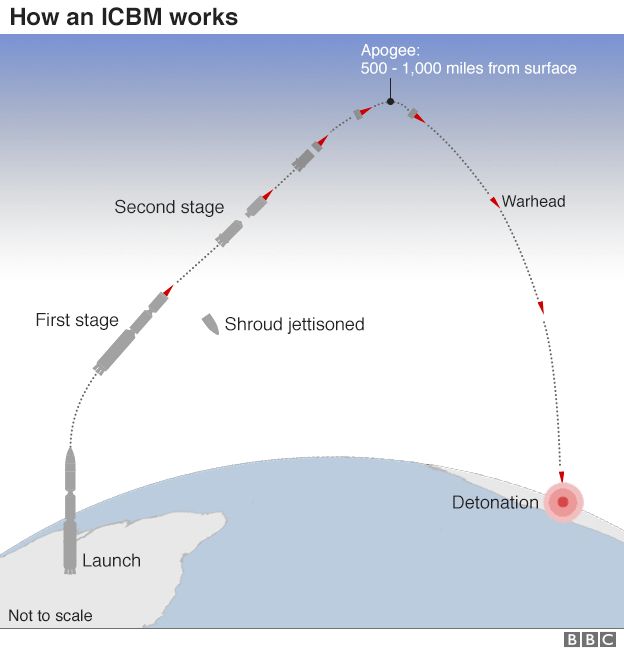 How an ICBM works
Apogee:
500 - 1,000 miles from surface
Warhead
Second stage
First stage
Shroud jettisoned
Detonation
Launch
Not to scale
BBC